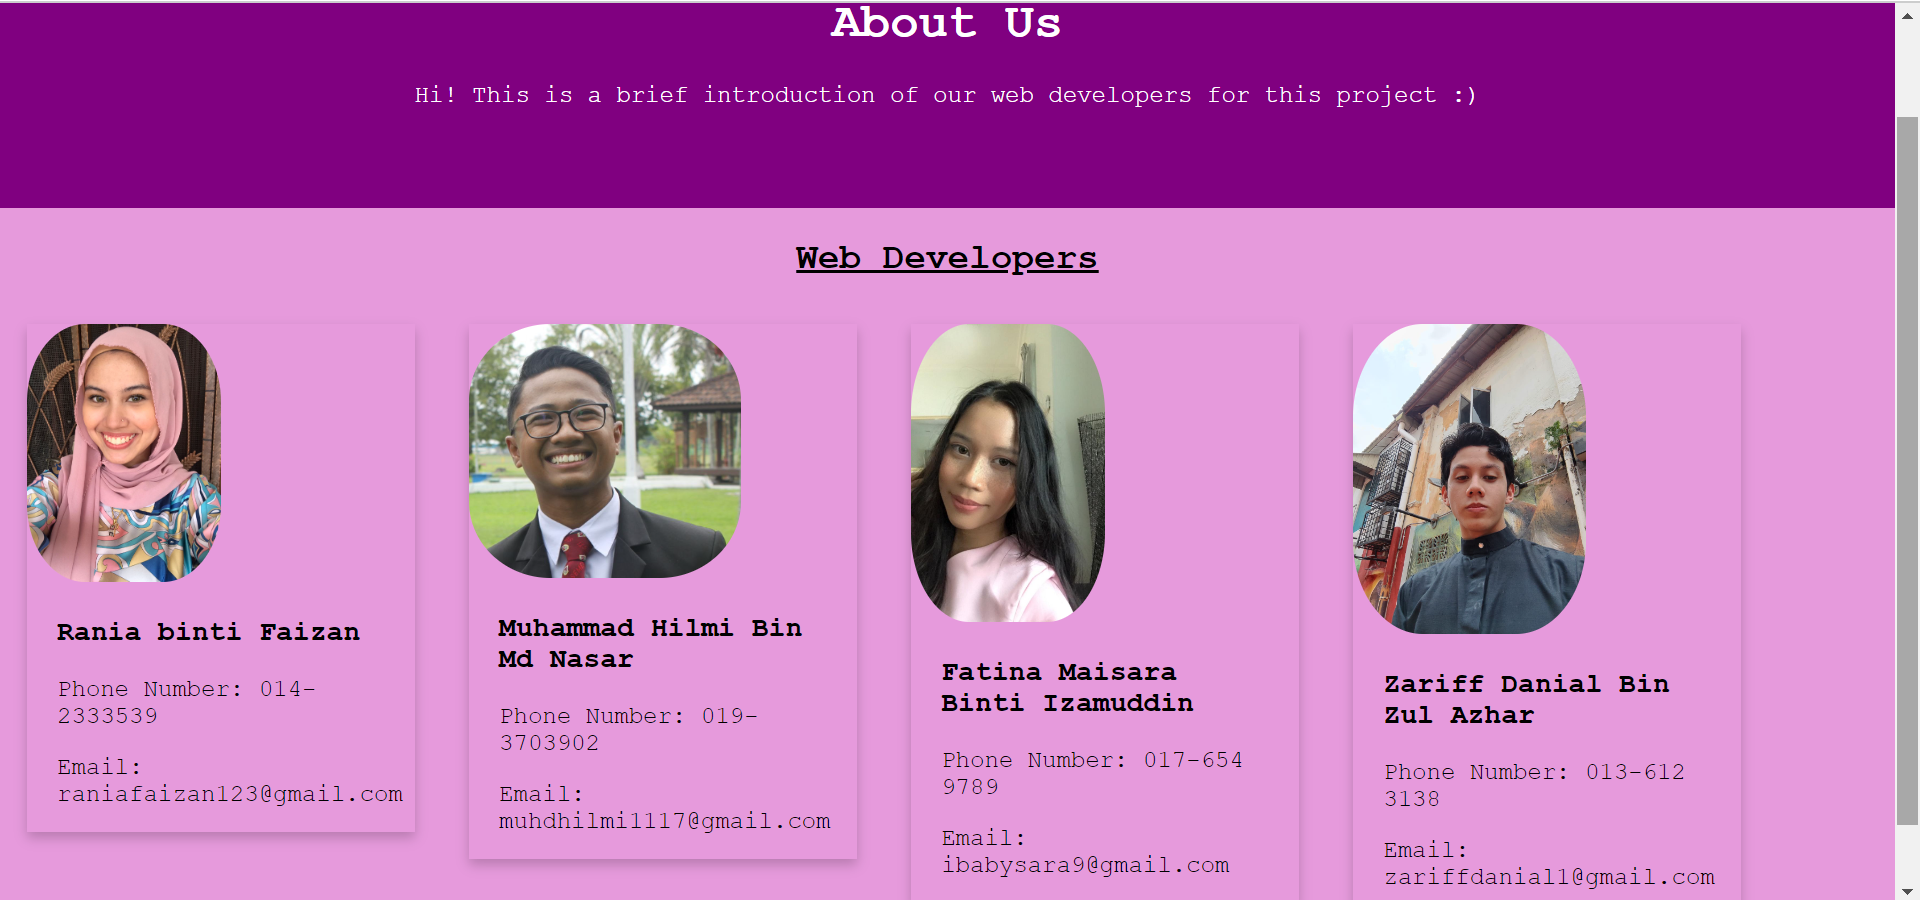 About Us
Hi! This is a brief introduction of our web developers for this project :)
Web Developers
Rania binti Faizan
Phone Number: 014-
2333539
Email:
raniafaizan123@gmail.com
Muhammad Hilmi Bin
Md Nasar
Phone Number: 019-
3703902
Email:
muhdhilmi1117@gmail.com
Fatina Maisara
Binti Izamuddin
Phone Number: 017-654
9789
Email:
ibabysara9@gmail.com
Zariff Danial Bin
Zul Azhar
Phone Number: 013-612
3138
Email:
zariffdanial1@gmail.com